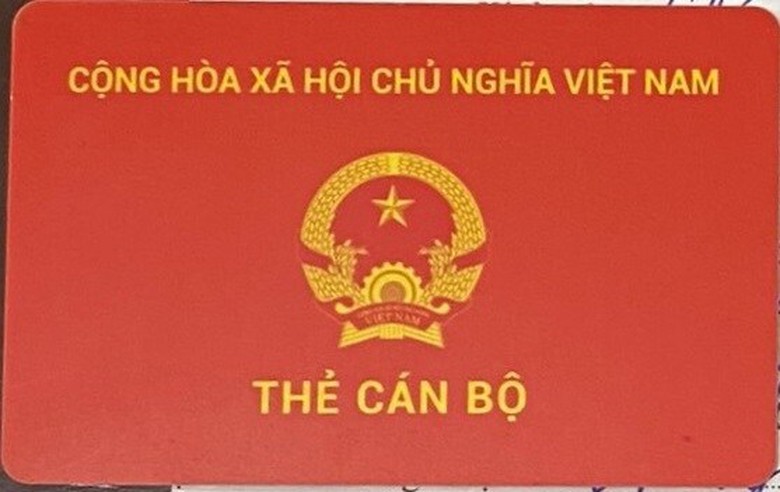 CỘNG HÒA XÃ HỘI CHỦ NGHĨA VIỆT NAM
VIỆT NAM
THẺ CÁN BỘ